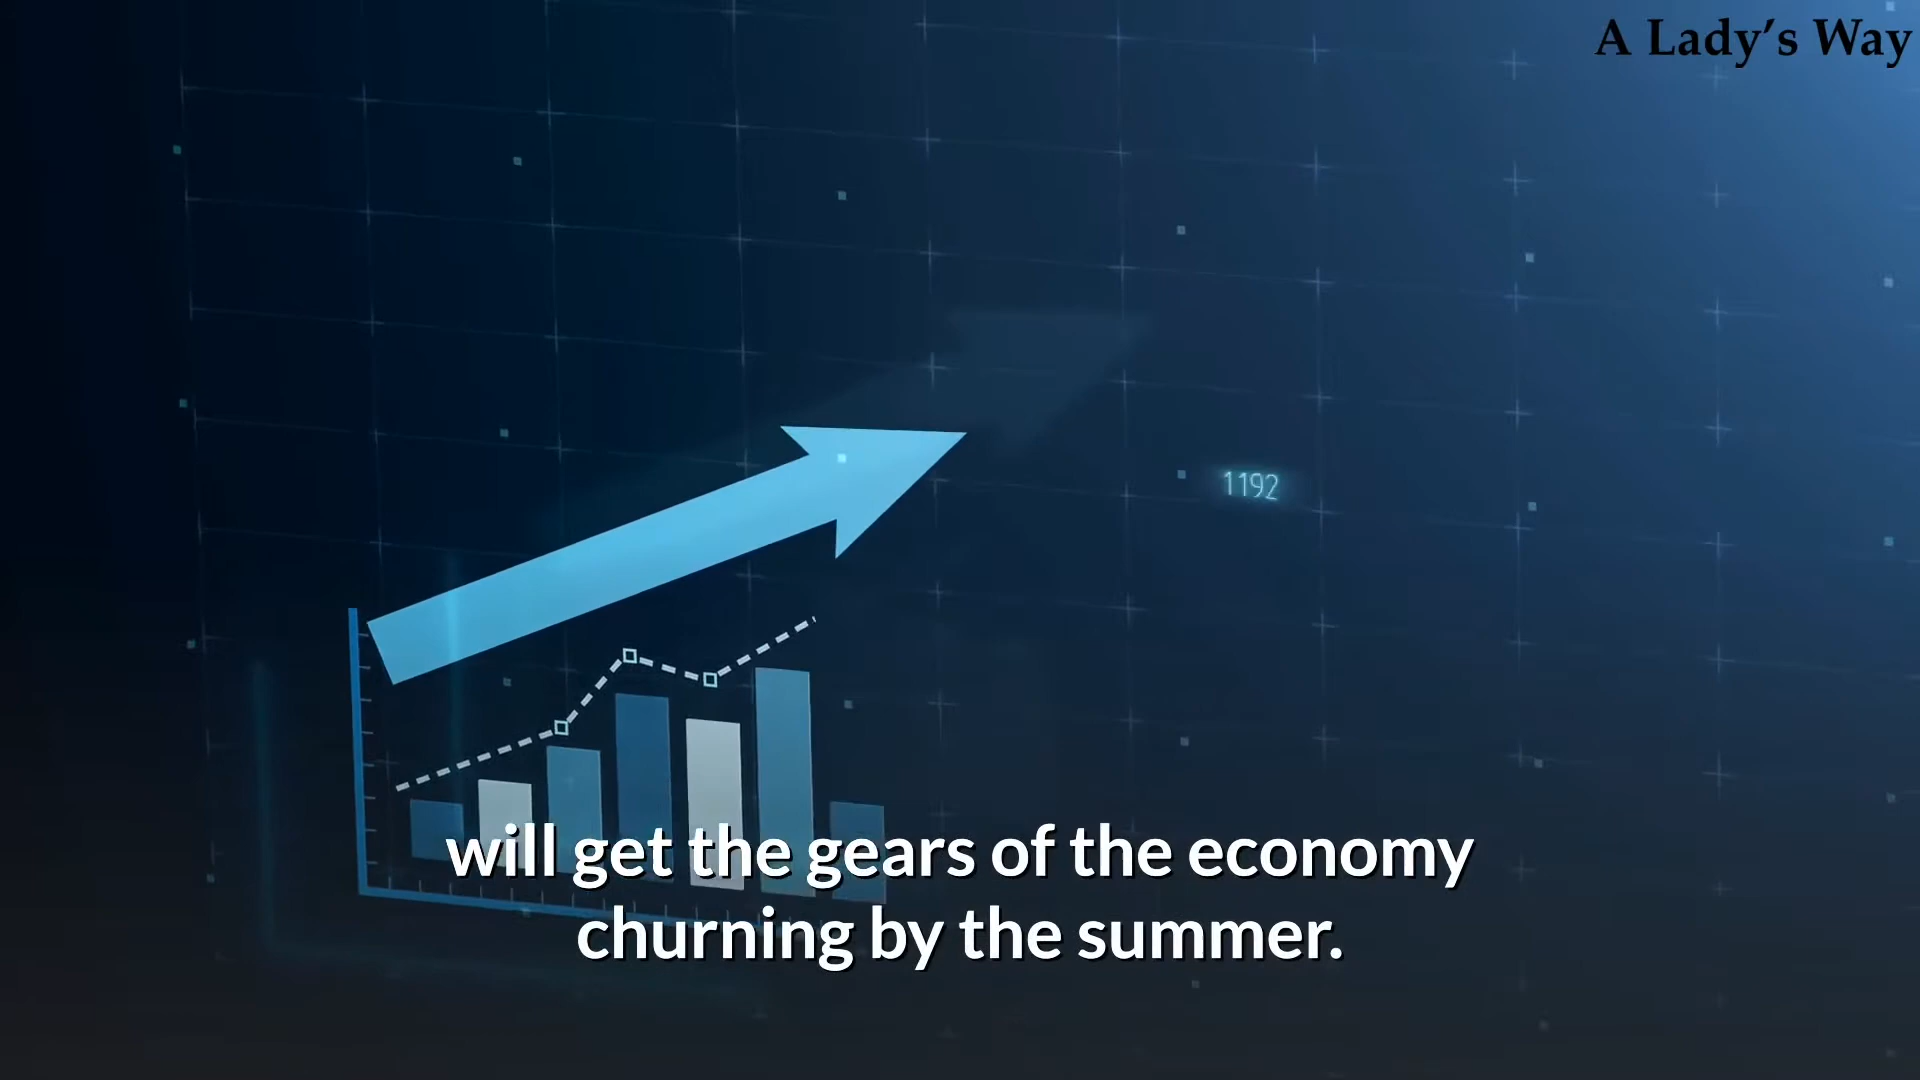 A Lady's Way
1192
will get the gears of the economy
churning by the summer.